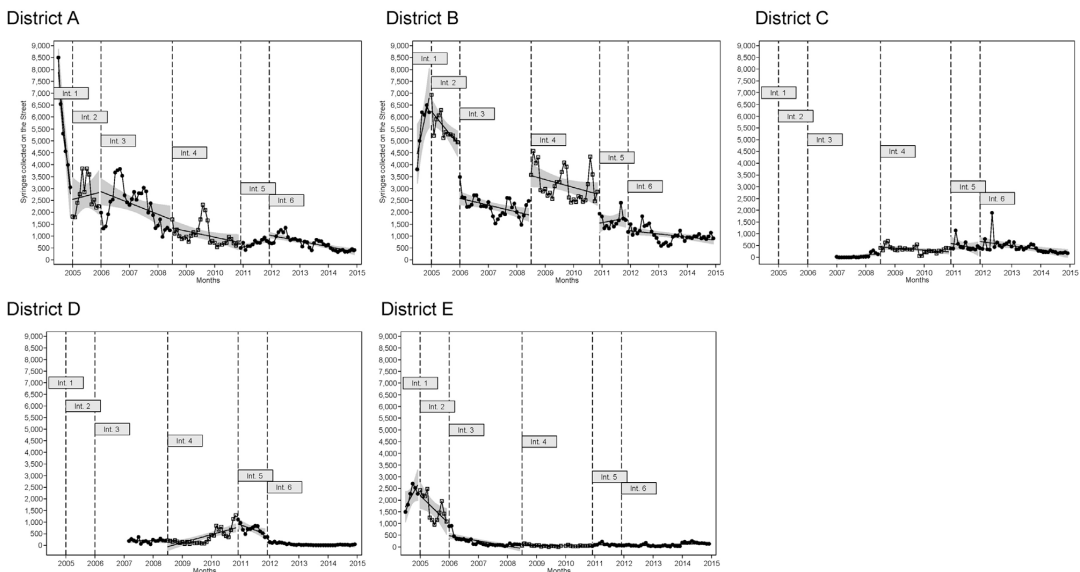 District A
District B
District C
9,000
8,500
8,000
7,500
7,000
6,500
6,000
5,500
5,000
4,500
4,000
3,500
3,000
2,500
2,000
1,500
1,000
500
0
Syringes collected on the Street
Int. 1
Int. 2
Int. 3
Int. 4
Int. 5
Int. 6
2005 2006 2007 2008 2009 2010 2011 2012 2013 2014 2015
Months
9,000
8,500
8,000
7,500
7,000
6,500
6,000
5,500
5,000
4,500
4,000
3,500
3,000
2,500
2,000
1,500
1,000
500
0
Syringes collected on the Street
Int. 1
Int. 2
Int. 3
Int. 4
Int. 5
Int. 6
2005 2006 2007 2008 2009 2010 2011 2012 2013 2014 2015
Months
9,000
8,500
8,000
7,500
7,000
6,500
6,000
5,500
5,000
4,500
4,000
3,500
3,000
2,500
2,000
1,500
1,000
500
0
Int. 1
Int. 2
Int. 3
Int. 4
Int. 5
Int. 6
2005 2006 2007 2008 2009 2010 2011 2012 2013 2014 2015
Months
District D
District E
9,000
8,500
8,000
7,500
7,000
6,500
6,000
5,500
5,000
4,500
4,000
3,500
3,000
2,500
2,000
1,500
1,000
500
0
Int. 1
Int. 2
Int. 3
Int. 4
Int. 5
Int. 6
2005 2006 2007 2008 2009 2010 2011 2012 2013 2014 2015
Months
9,000
8,500
8,000
7,500
7,000
6,500
6,000
5,500
5,000
4,500
4,000
3,500
3,000
2,500
2,000
1,500
1,000
500
0
Int. 1
Int. 2
Int. 3
Int. 4
Int. 5
Int. 6
2005 2006 2007 2008 2009 2010 2011 2012 2013 2014 2015
Months